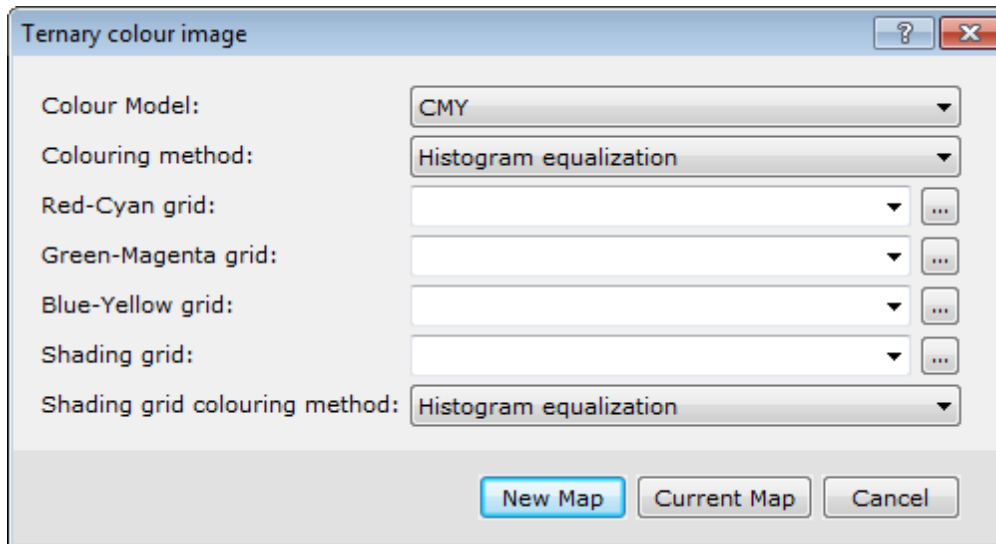 Ternary colour image
?
Colour Model: CMY
Colouring method: Histogram equalization
Red-Cyan grid: ...
Green-Magenta grid: ...
Blue-Yellow grid: ...
Shading grid: ...
Shading grid colouring method: Histogram equalization
New Map Current Map Cancel